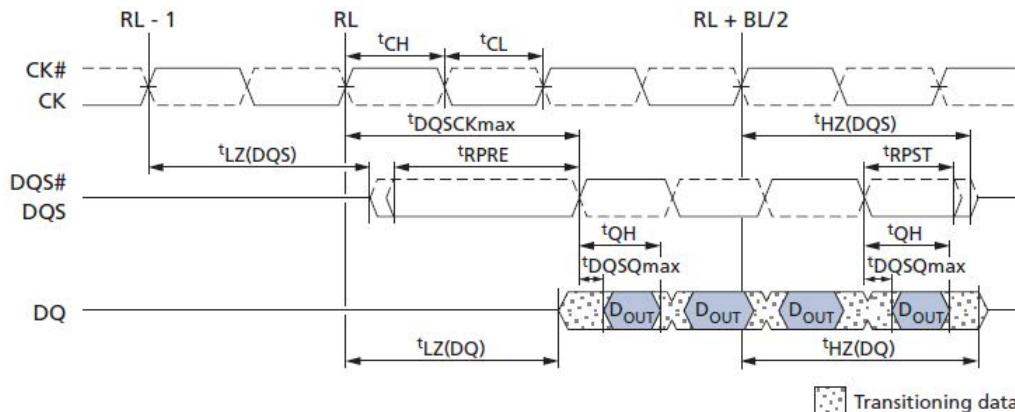 RL - 1 RL RL + BL/2
tCH tCL
CK#
CK
tDQSCKmax tHZ(DQS)
tLZ(DQS) tRPRE tRPST
DQS#
DQS
tQH tQH
tDQSQmax tDQSQmax
DQ DOUT DOUT DOUT DOUT
tLZ(DQ) tHZ(DQ)
Transitioning data